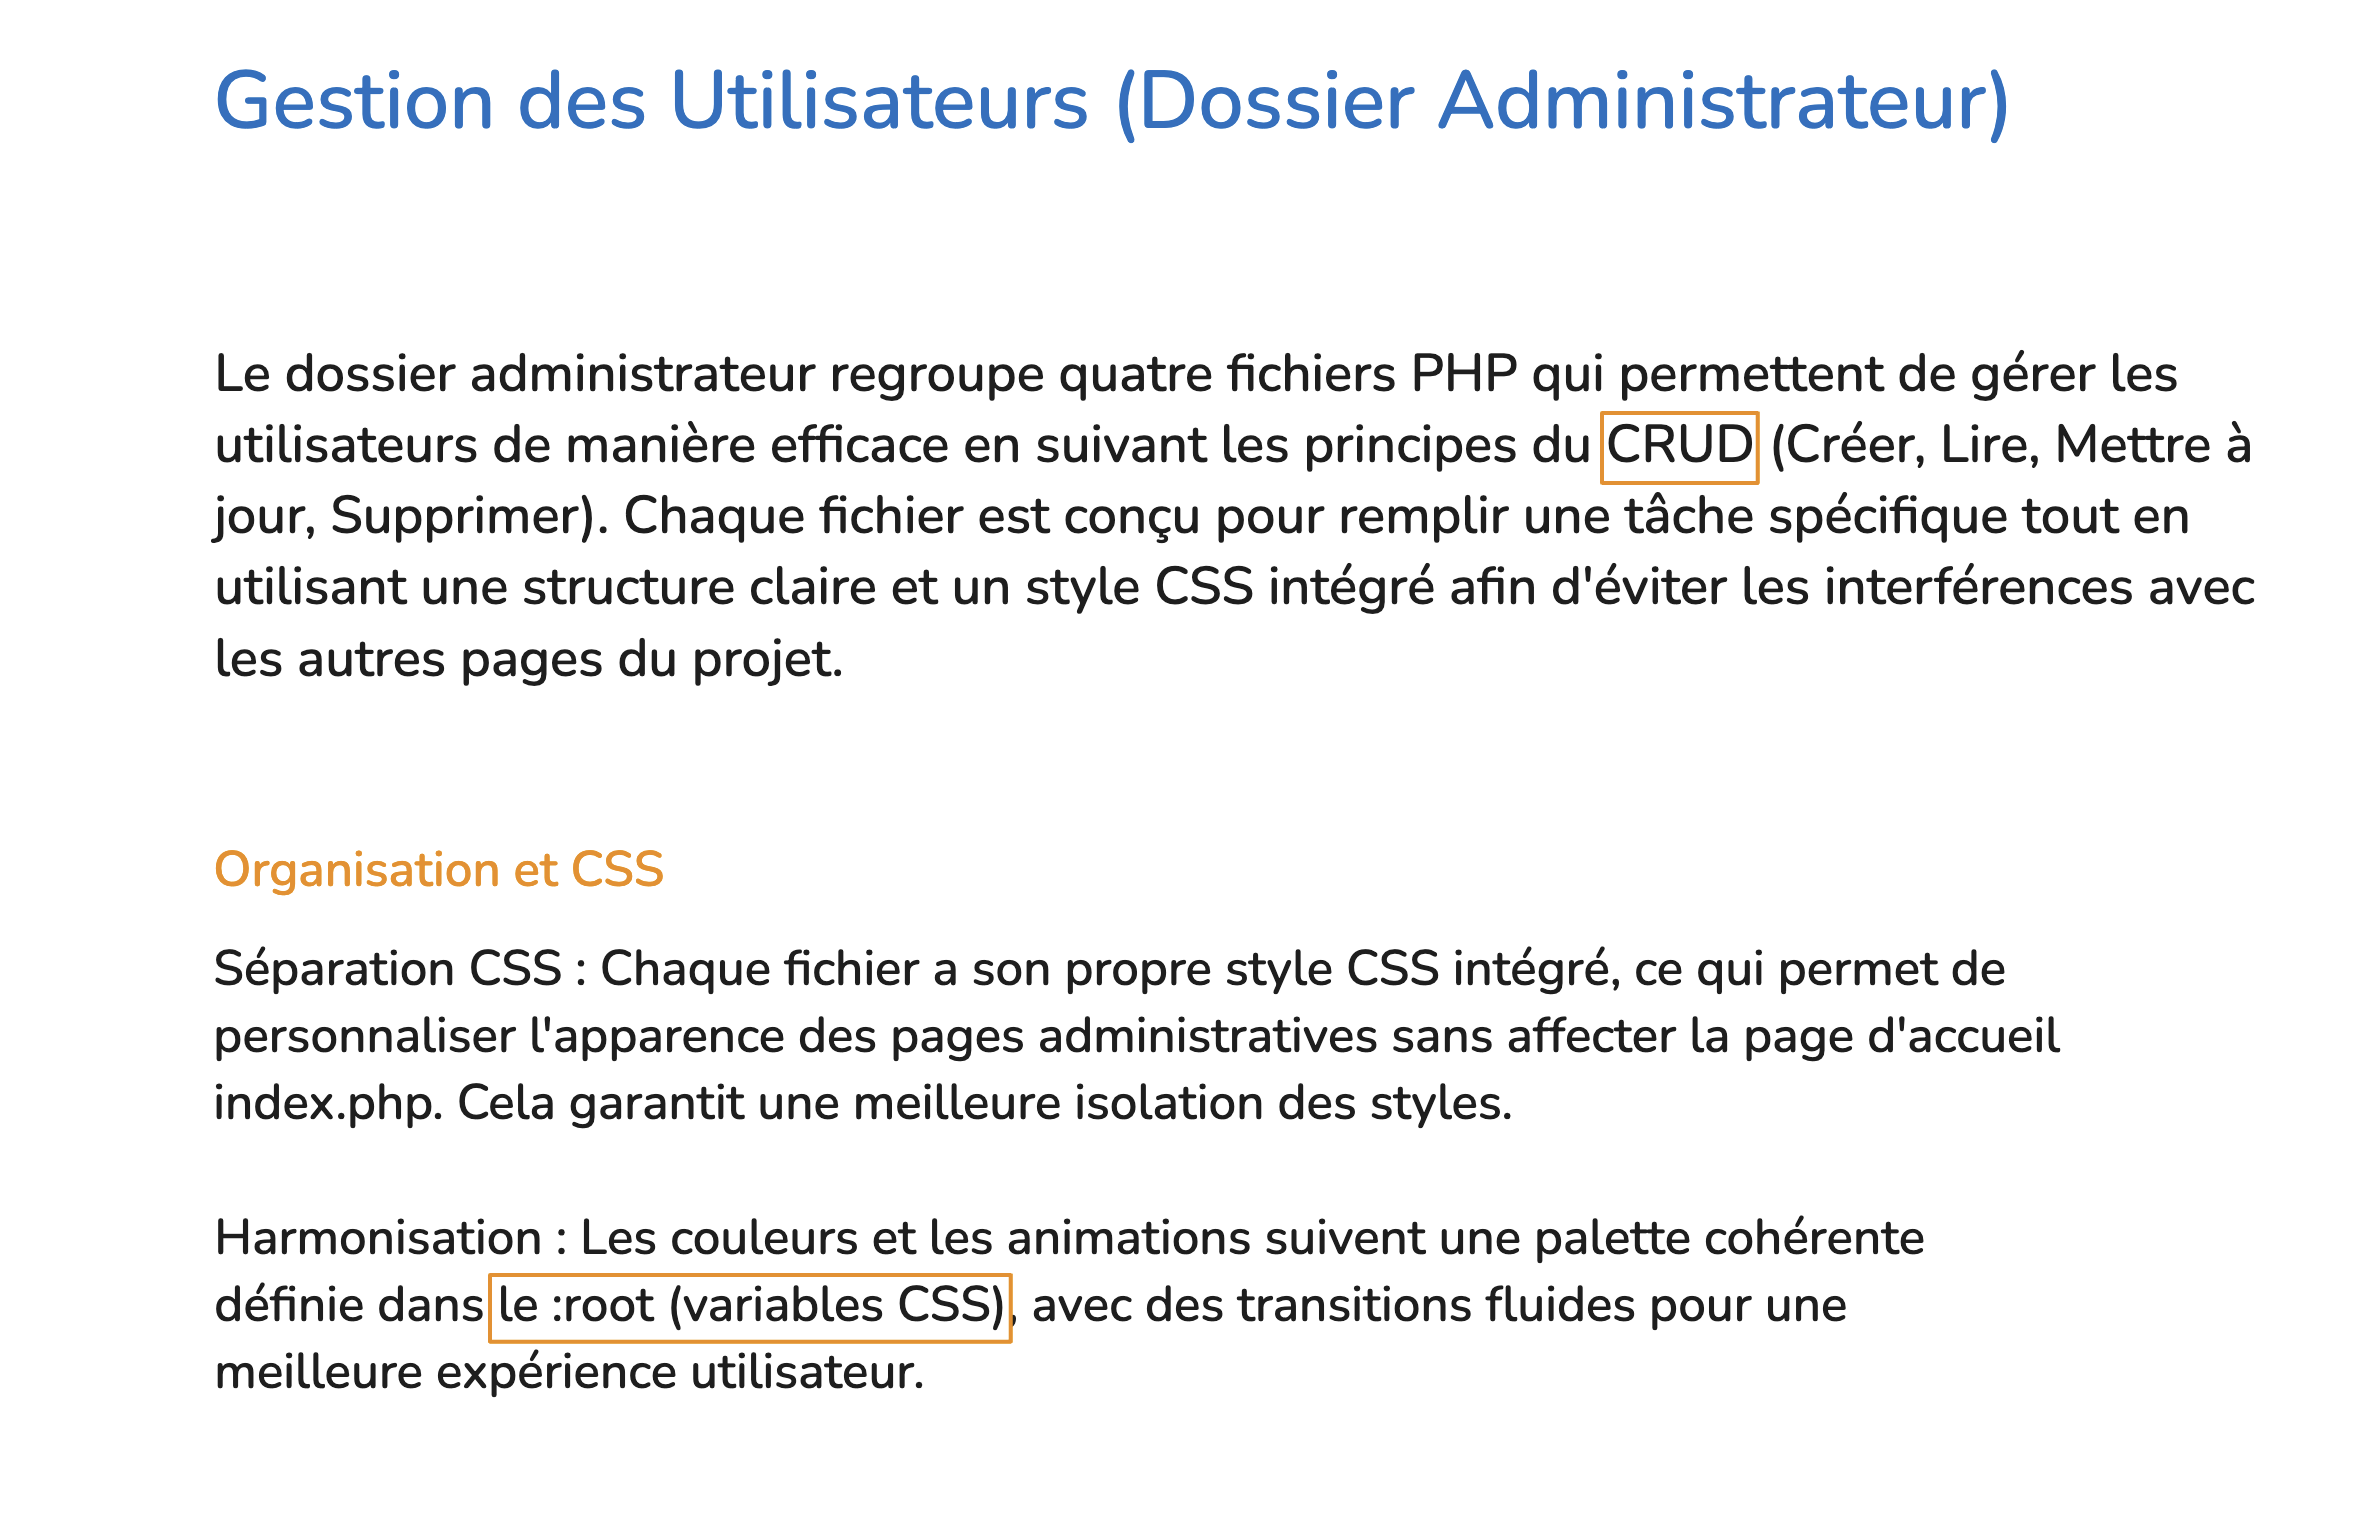 Gestion des Utilisateurs (Dossier Administrateur)
Le dossier administrateur regroupe quatre fichiers PHP qui permettent de gérer les
utilisateurs de manière efficace en suivant les principes du CRUD (Créer, Lire, Mettre à
jour, Supprimer). Chaque fichier est conçu pour remplir une tâche spécifique tout en
utilisant une structure claire et un style CSS intégré afin d'éviter les interférences avec
les autres pages du projet.
Organisation et CSS
Séparation CSS : Chaque fichier a son propre style CSS intégré, ce qui permet de
personnaliser l'apparence des pages administratives sans affecter la page d'accueil
index.php. Cela garantit une meilleure isolation des styles.
Harmonisation : Les couleurs et les animations suivent une palette cohérente
définie dans le :root (variables CSS), avec des transitions fluides pour une
meilleure expérience utilisateur.